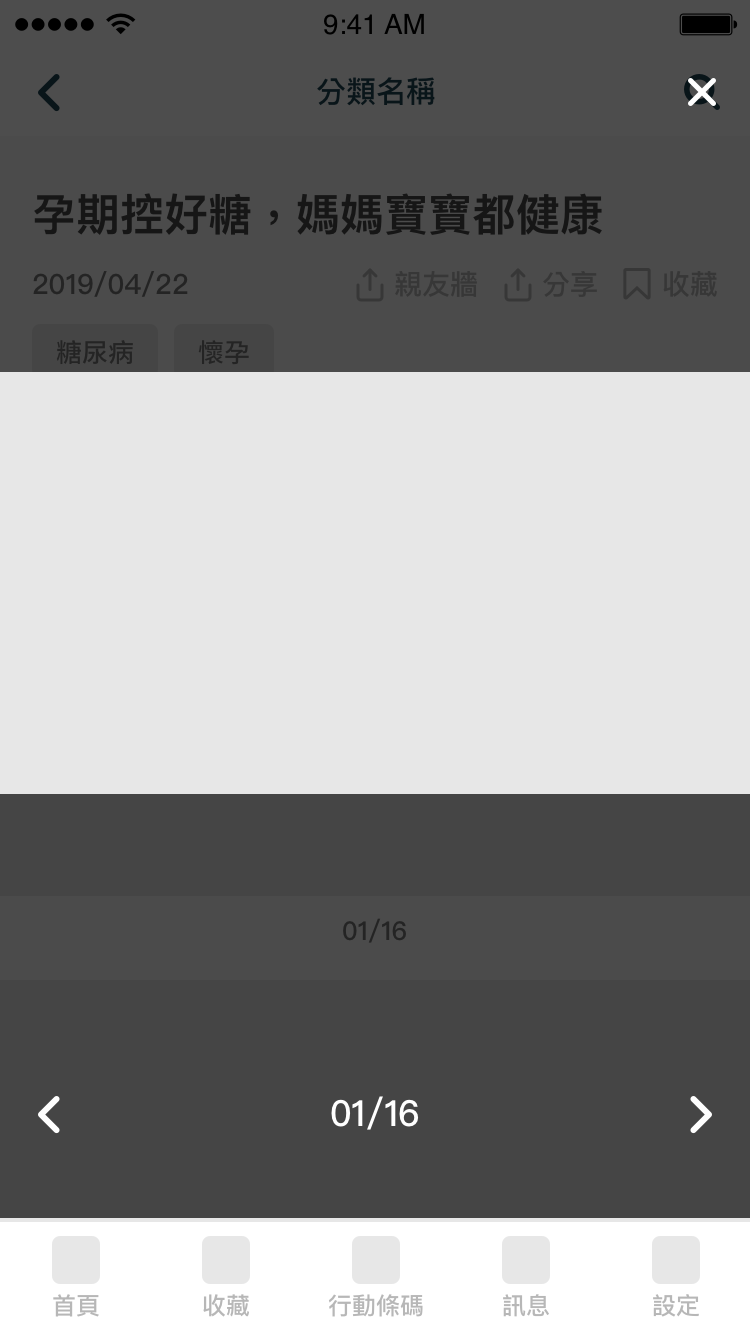 9:41 AM
分類名稱
孕期控好糖，媽媽寶寶都健康
2019/04/22 親友牆 分享 收藏
糖尿病 懷孕
01/16
01/16
首頁 收藏 行動條碼 訊息 設定